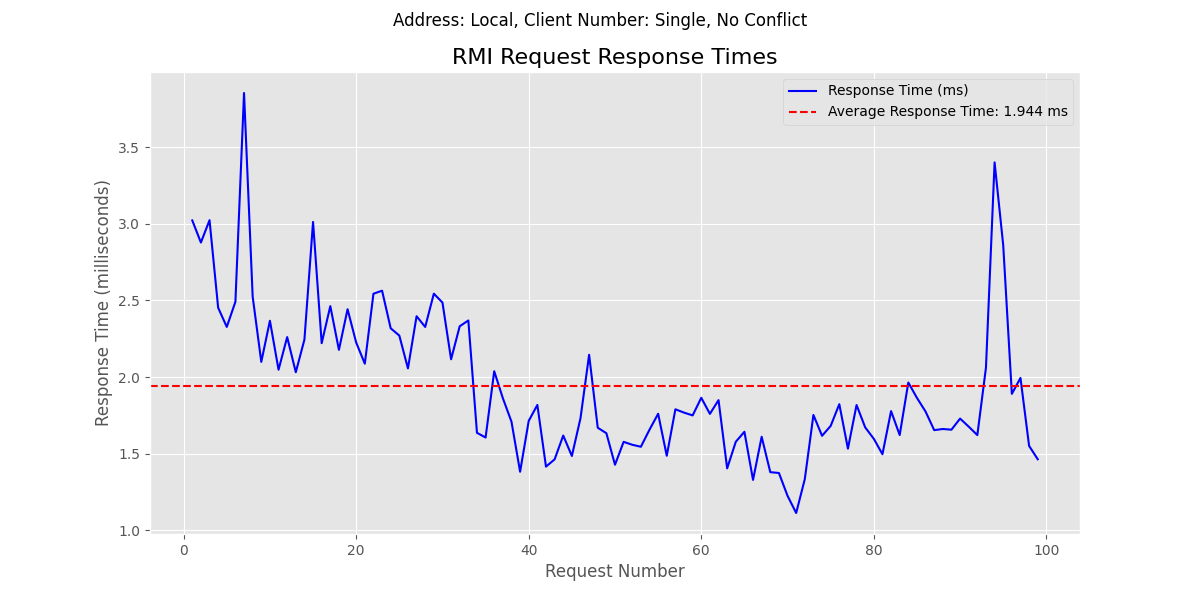 Address: Local, Client Number: Single, No Conflict
RMI Request Response Times
Response Time (ms)
Average Response Time: 1.944 ms
Response Time (milliseconds)
3.5
3.0
2.5
2.0
1.5
1.0
0 20 40 60 80 100
Request Number